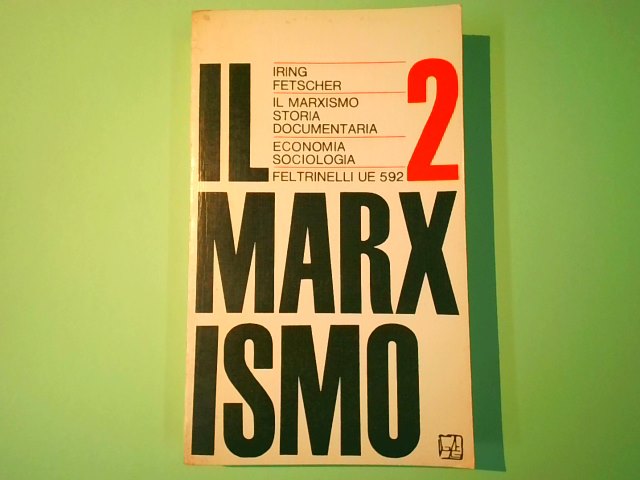 IL
IRING
FETSCHER
IL MARXISMO
STORIA
DOCUMENTARIA
ECONOMIA
SOCIOLOGIA
FELTRINELLI UE 592
2
MARX
ISMO